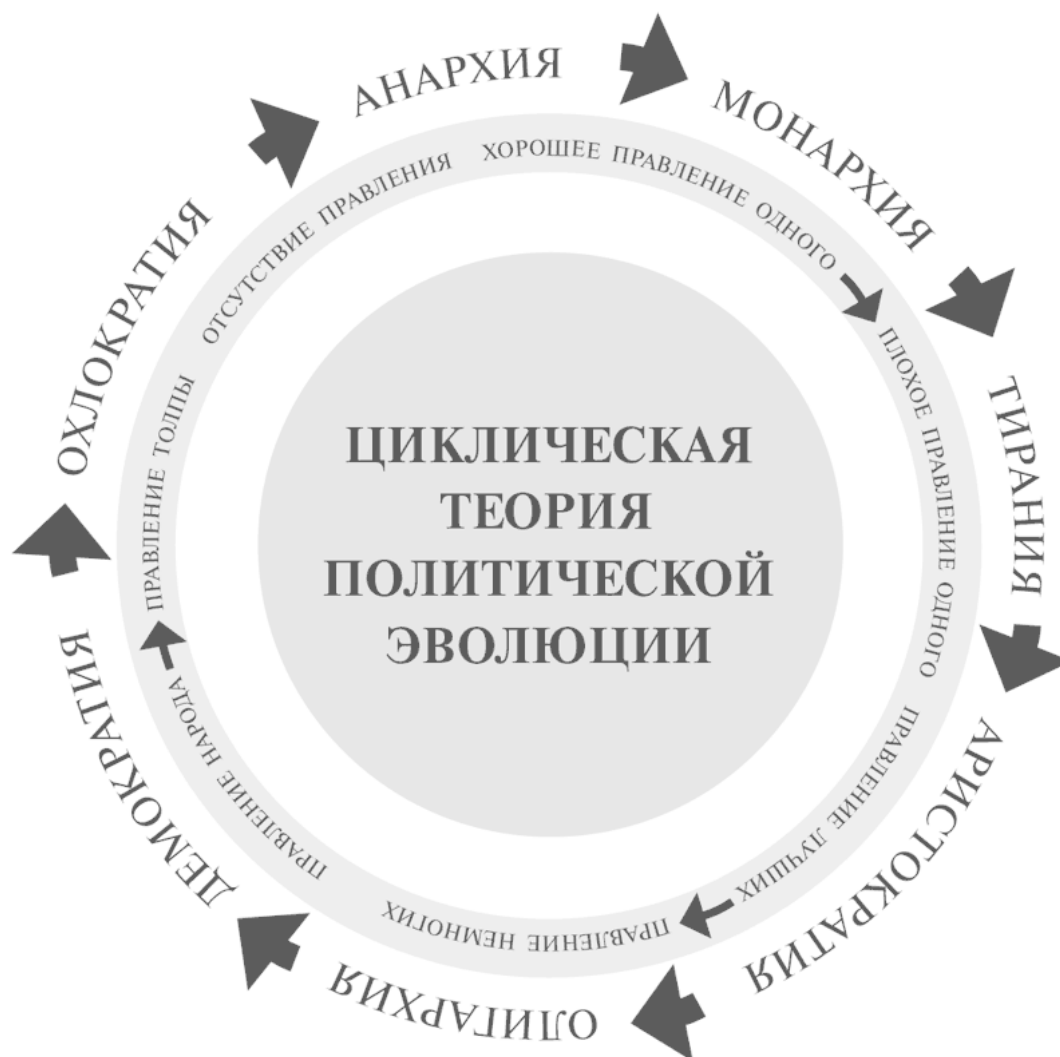 АНАРХИЯ
МОНАРХИЯ
ТИРАНИЯ
АРИСТОКРАТИЯ
ОЛИГАРХИЯ
ДЕМОКРАТИЯ
ОХЛОКРАТИЯ
ОТСУТСТВИЕ ПРАВЛЕНИЯ
ХОРОШЕЕ ПРАВЛЕНИЕ ОДНОГО
ПЛОХОЕ ПРАВЛЕНИЕ ОДНОГО
ПРАВЛЕНИЕ ЛУЧШИХ
ПРАВЛЕНИЕ НЕМНОГИХ
ПРАВЛЕНИЕ НАРОДА
ПРАВЛЕНИЕ ТОЛПЫ
ЦИКЛИЧЕСКАЯ
ТЕОРИЯ
ПОЛИТИЧЕСКОЙ
ЭВОЛЮЦИИ